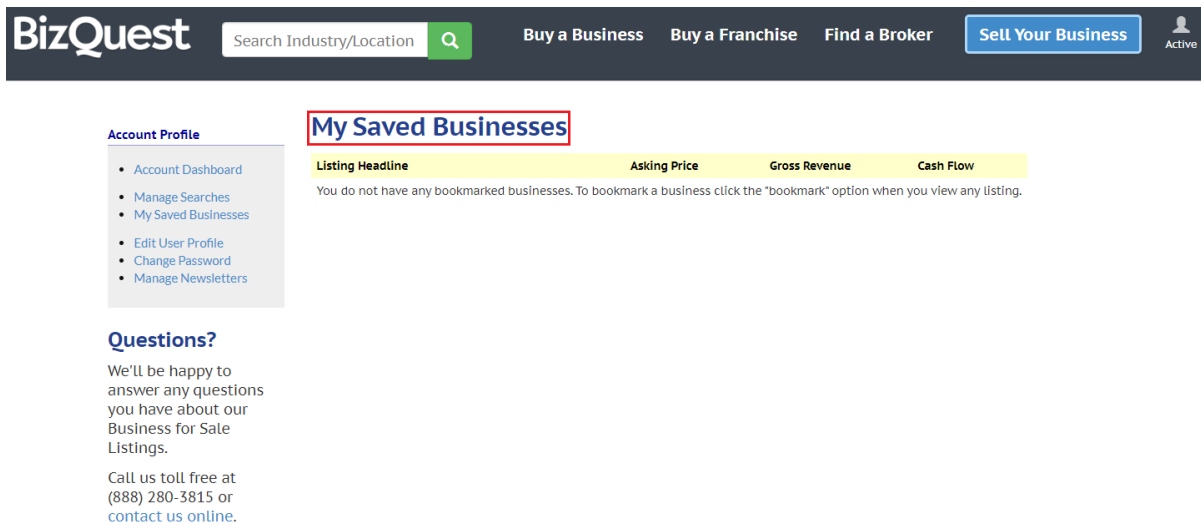 BizQuest
Search Industry/Location
Buy a Business
Buy a Franchise
Find a Broker
Sell Your Business
Active
Account Profile
Account Dashboard
Manage Searches
My Saved Businesses
Edit User Profile
Change Password
Manage Newsletters
Questions?
We'll be happy to
answer any questions
you have about our
Business for Sale
Listings.
Call us toll free at
(888) 280-3815 or
contact us online.
My Saved Businesses
Listing Headline Asking Price Gross Revenue Cash Flow
You do not have any bookmarked businesses. To bookmark a business click the "bookmark" option when you view any listing.